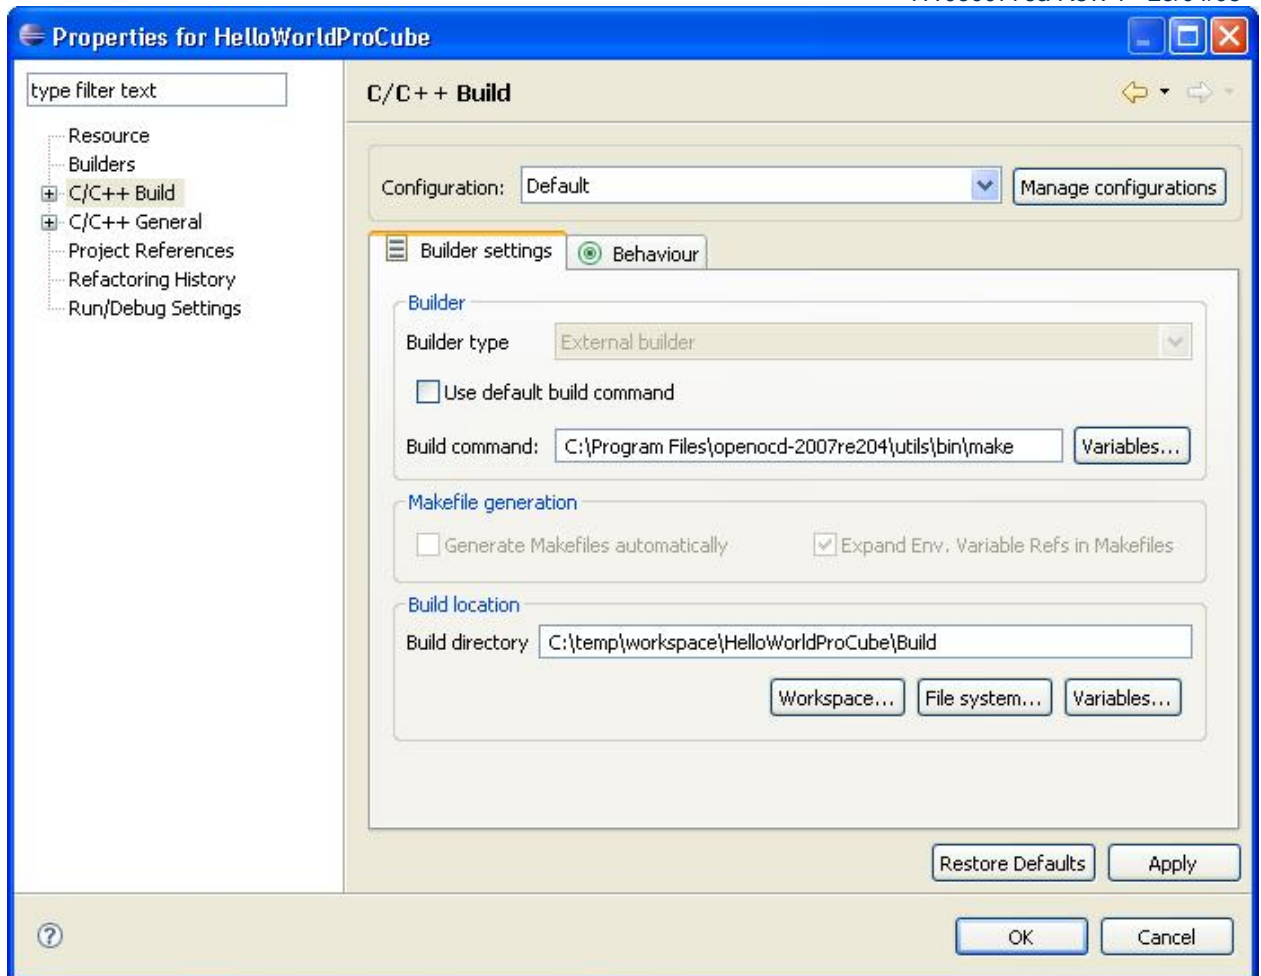 Properties for HelloWorldProCube
type filter text
Resource
Builders
C/C++ Build
C/C++ General
Project References
Refactoring History
Run/Debug Settings
C/C++ Build
Configuration: Default Manage configurations
Builder settings Behaviour
Builder
Builder type External builder
Use default build command
Build command: C:\Program Files\openocd-2007re204\utils\bin\make Variables...
Makefile generation
Generate Makefiles automatically Expand Env. Variable Refs in Makefiles
Build location
Build directory C:\temp\workspace\HelloWorldProCube\Build
Workspace... File system... Variables...
Restore Defaults Apply
OK Cancel